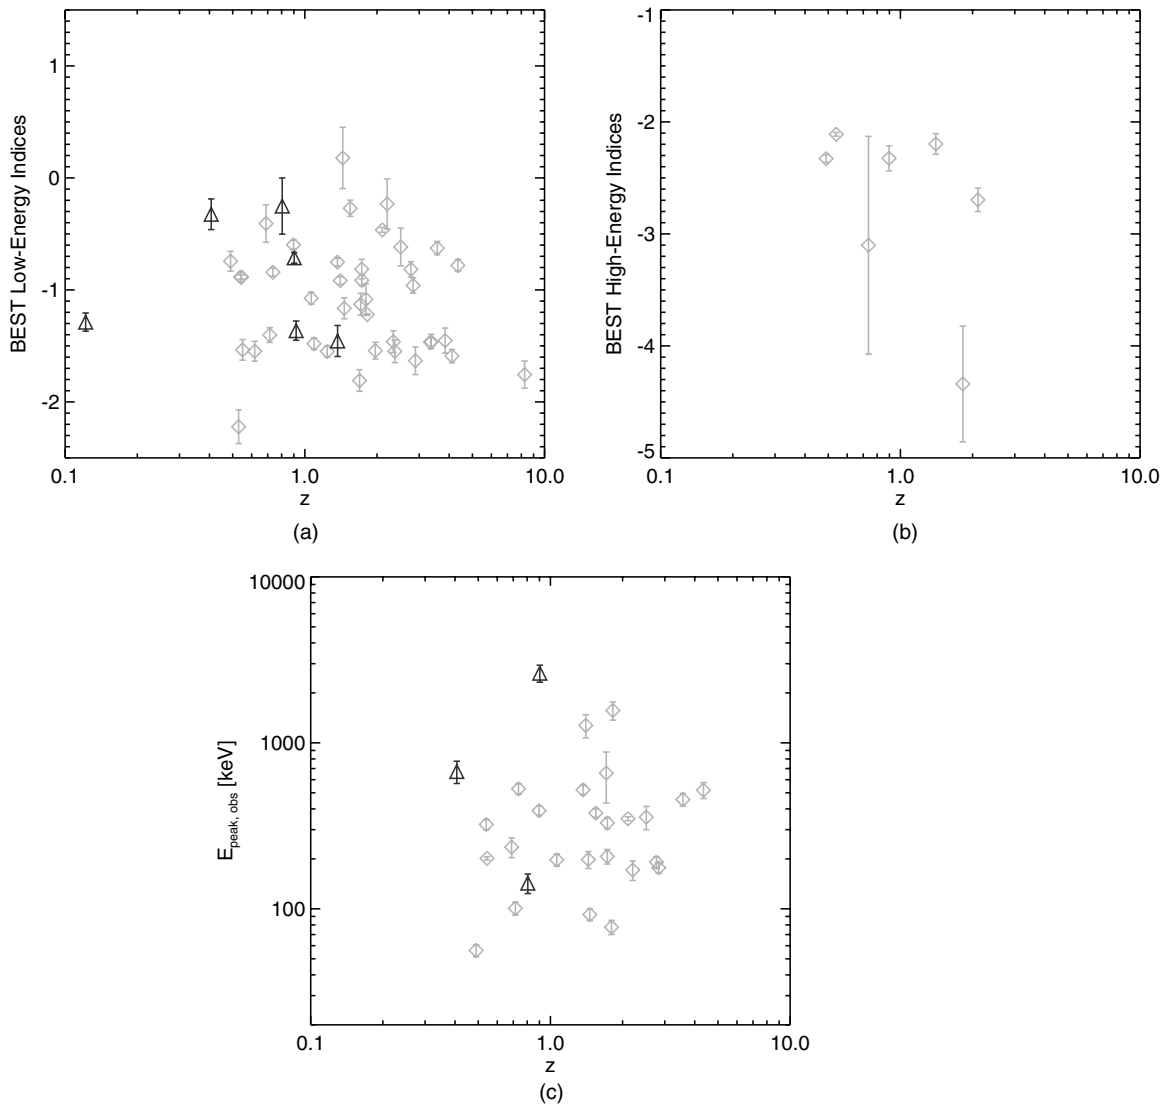 BEST Low-Energy Indices
1
0
-1
-2
0.1 1.0 10.0
z
(a)
BEST High-Energy Indices
-1
-2
-3
-4
-5
0.1 1.0 10.0
z
(b)
E peak, obs [keV]
10000
1000
100
0.1 1.0 10.0
z
(c)